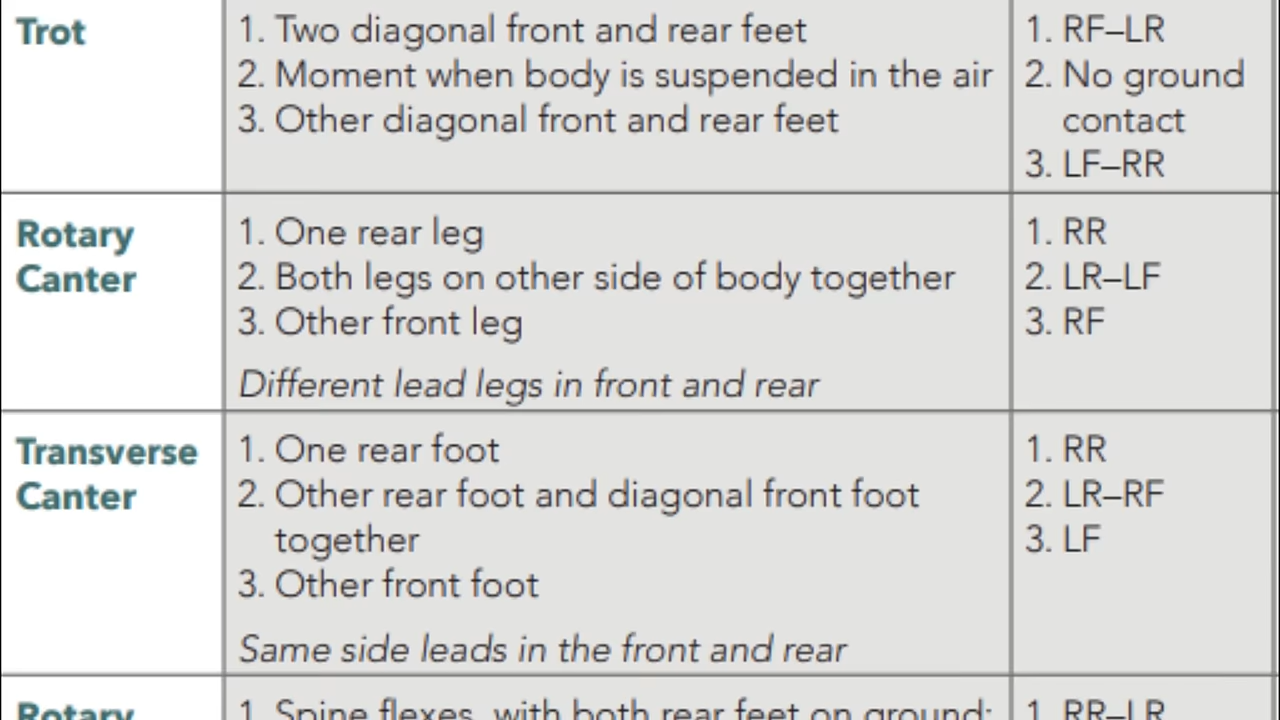 Trot
1. Two diagonal front and rear feet
2. Moment when body is suspended in the air
3. Other diagonal front and rear feet
1. RF–LR
2. No ground
contact
3. LF–RR
Rotary
Canter
1. One rear leg
2. Both legs on other side of body together
3. Other front leg
Different lead legs in front and rear
1. RR
2. LR–LF
3. RF
Transverse
Canter
1. One rear foot
2. Other rear foot and diagonal front foot
together
3. Other front foot
Same side leads in the front and rear
1. RR
2. LR–RF
3. LF
Rotary
1. Spine flexes, with both rear feet on ground;
1. RR–LR